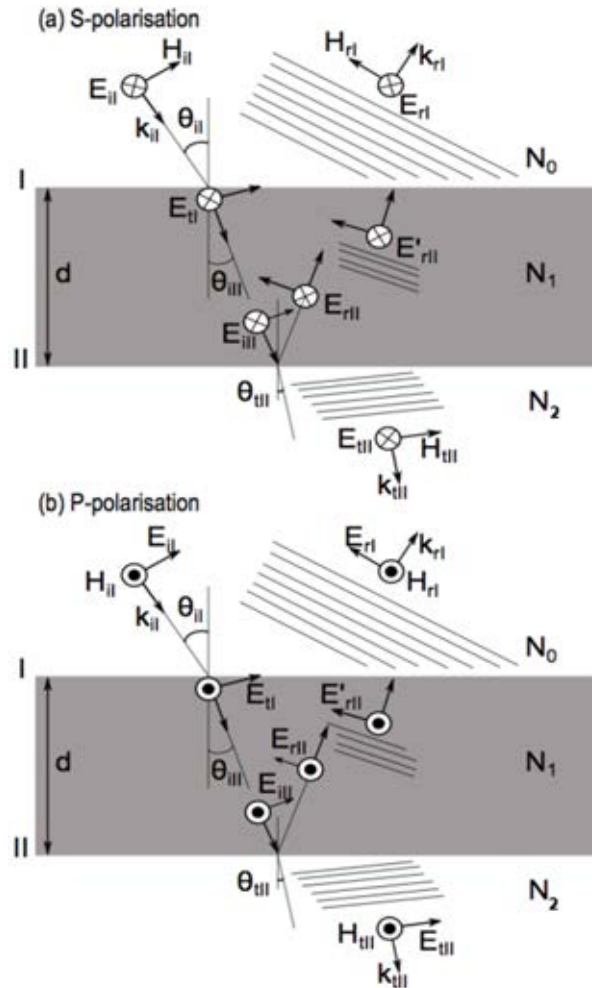 (a) S-polarisation
H_iI
E_iI
k_iI
θ_iI
H_rI
k_rI
E_rI
N_0
I
E_tI
d
θ_iII
E'_rII
E_rII
E_iII
N_1
II
θ_tII
N_2
E_tII
H_tII
k_tII
(b) P-polarisation
E_iI
H_iI
k_iI
θ_iI
E_rI
k_rI
H_rI
N_0
I
E_tI
E'_rII
E_rII
d
θ_iII
E_iII
N_1
II
θ_tII
N_2
H_tII
E_tII
k_tII